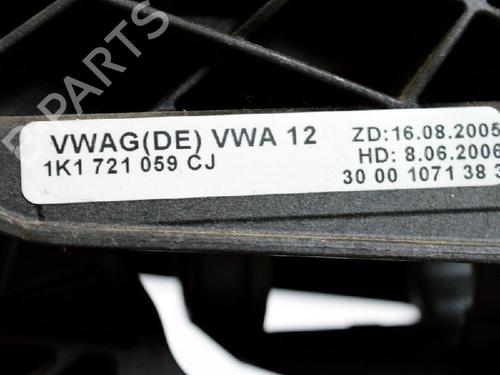 B PARTS
VWAG(DE) VWA 12 ZD:16.08.2005
1K1 721 059 CJ HD: 8.06.2006
30 00 1071 38 3